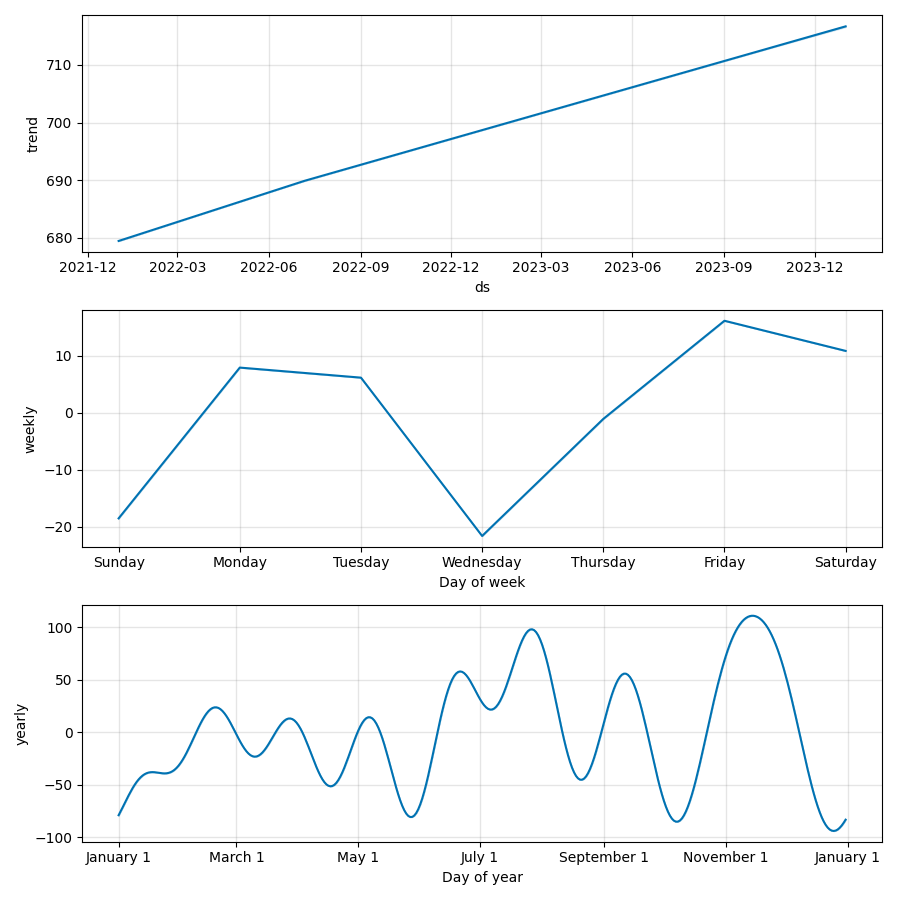 trend
710
700
690
680
2021-12 2022-03 2022-06 2022-09 2022-12 2023-03 2023-06 2023-09 2023-12
ds
weekly
10
0
−10
−20
Sunday Monday Tuesday Wednesday Thursday Friday Saturday
Day of week
yearly
100
50
0
−50
−100
January 1 March 1 May 1 July 1 September 1 November 1 January 1
Day of year